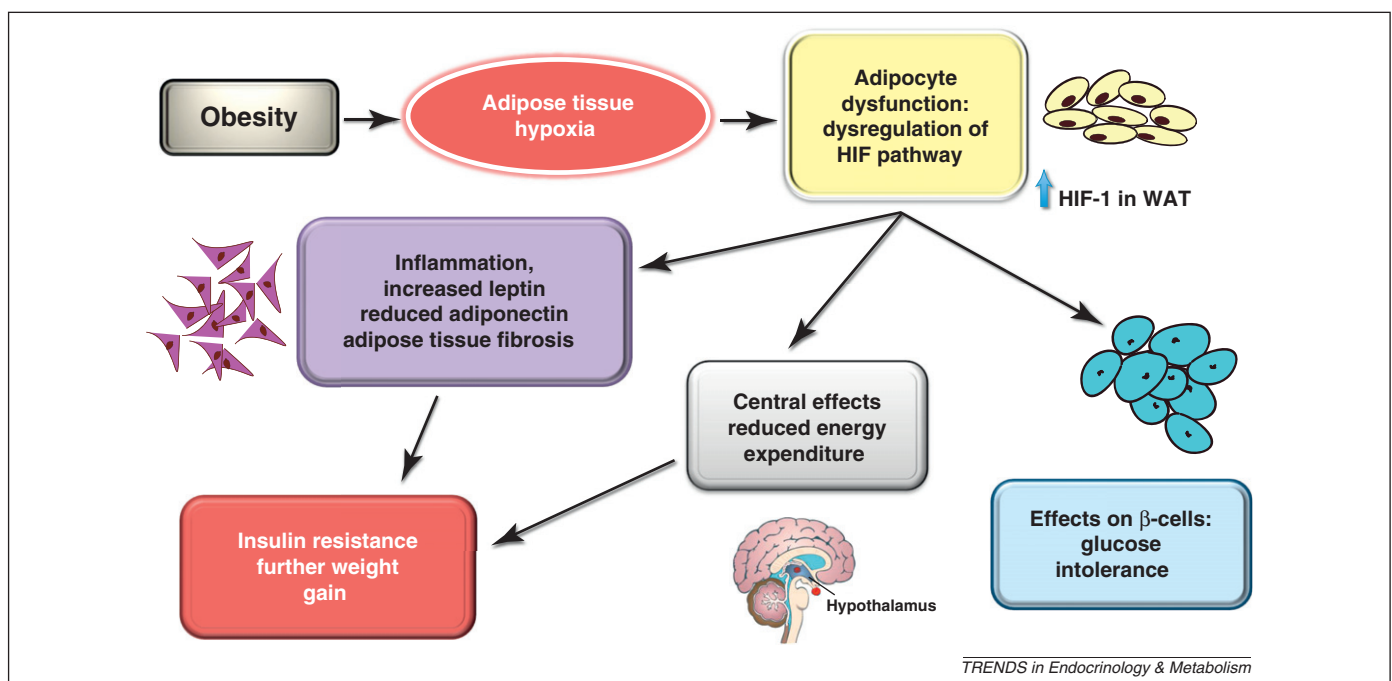 Obesity
Adipose tissue
hypoxia
Adipocyte
dysfunction:
dysregulation of
HIF pathway
HIF-1 in WAT
Inflammation,
increased leptin
reduced adiponectin
adipose tissue fibrosis
Central effects
reduced energy
expenditure
Insulin resistance
further weight
gain
Hypothalamus
Effects on β-cells:
glucose
intolerance
TRENDS in Endocrinology & Metabolism